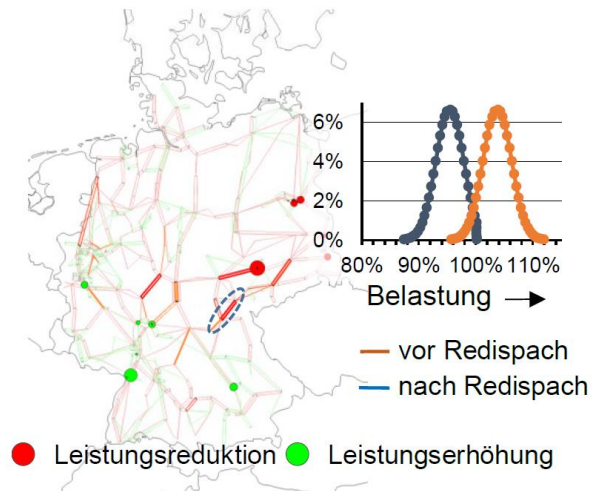 6%
4%
2%
0%
80% 90% 100% 110%
Belastung →
vor Redispach
nach Redispach
Leistungsreduktion Leistungserhöhung